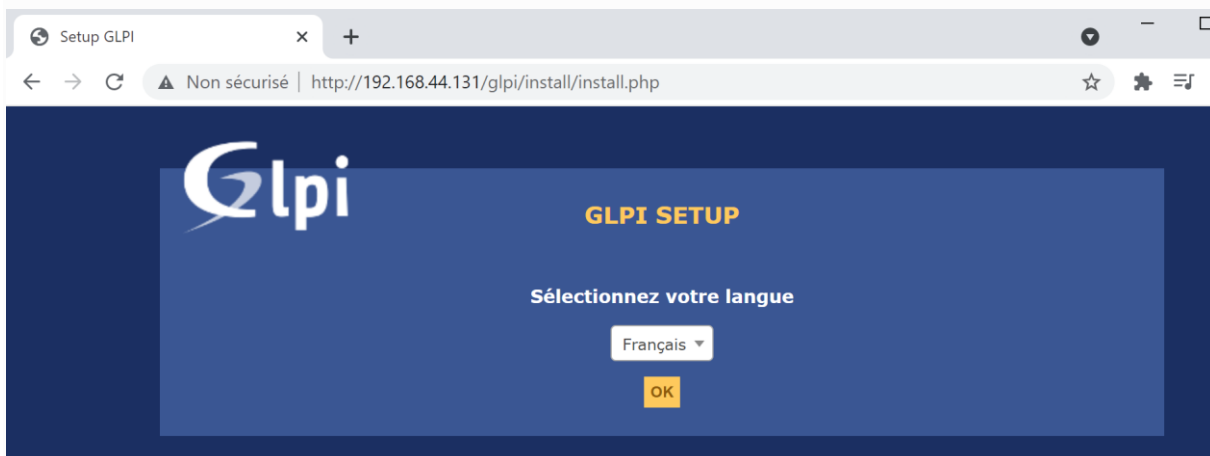 Setup GLPI
Non sécurisé | http://192.168.44.131/glpi/install/install.php
Glpi
GLPI SETUP
Sélectionnez votre langue
Français
OK